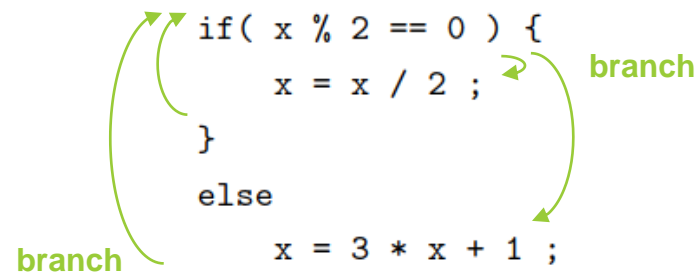 if( x % 2 == 0 ) {
branch
x = x / 2 ;
}
else
x = 3 * x + 1 ;
branch